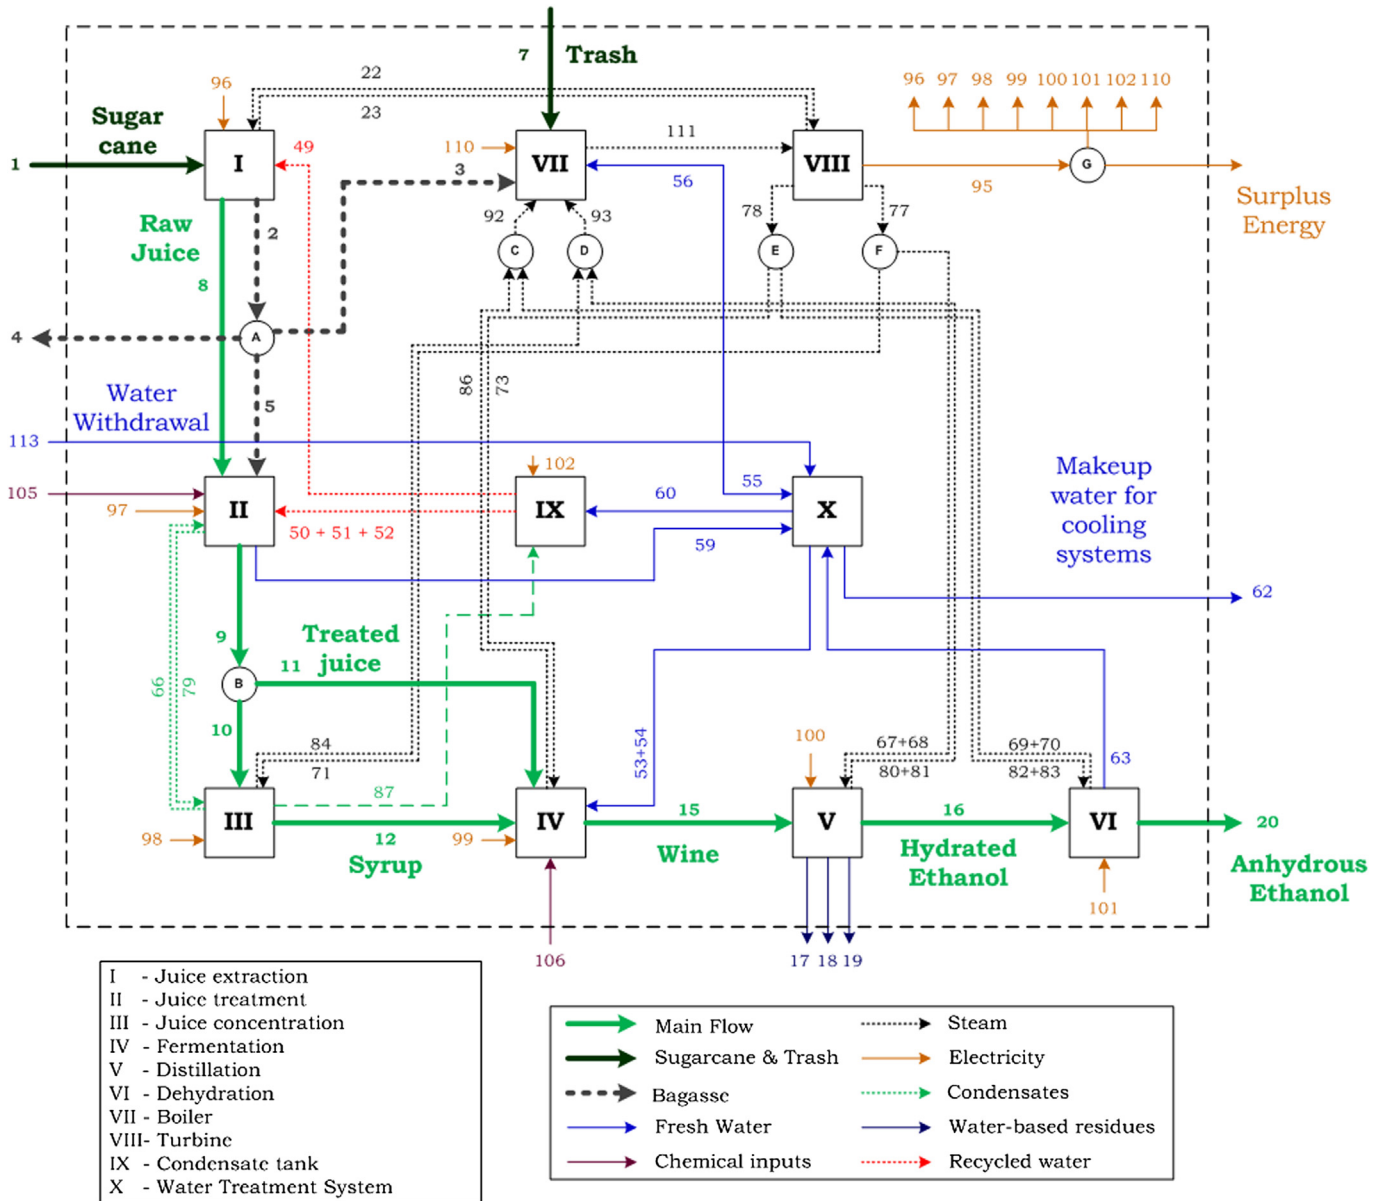 7
Trash
22
23
96
Sugar
cane
1
I
49
110
VII
111
VIII
96 97 98 99 100 101 102 110
G
95
Surplus
Energy
56
3
Raw
Juice
2
8
92
93
C
D
78
77
E
F
4
A
86
73
5
Water
Withdrawal
113
105
97
II
50 + 51 + 52
102
IX
60
55
X
59
Makeup
water for
cooling
systems
62
9
Treated
juice
11
B
66
79
10
84
71
87
53+54
100
67+68
80+81
69+70
82+83
63
98
III
12
Syrup
99
IV
15
Wine
V
16
Hydrated
Ethanol
VI
20
Anhydrous
Ethanol
101
106
17 18 19
I - Juice extraction
II - Juice treatment
III - Juice concentration
IV - Fermentation
V - Distillation
VI - Dehydration
VII - Boiler
VIII- Turbine
IX - Condensate tank
X - Water Treatment System
Main Flow
Steam
Sugarcane & Trash
Electricity
Bagasse
Condensates
Fresh Water
Water-based residues
Chemical inputs
Recycled water